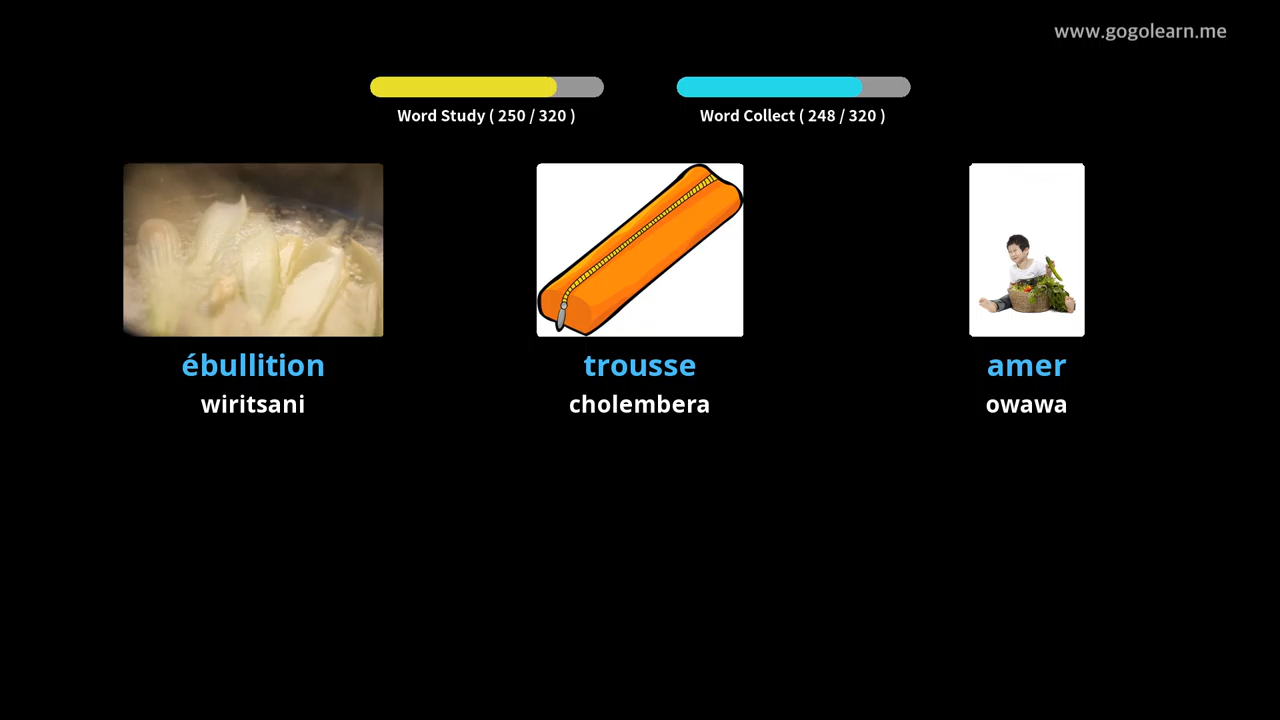 www.gogolearn.me
Word Study ( 250 / 320 )
Word Collect ( 248 / 320 )
ébullition
wiritsani
trousse
cholembera
amer
owawa